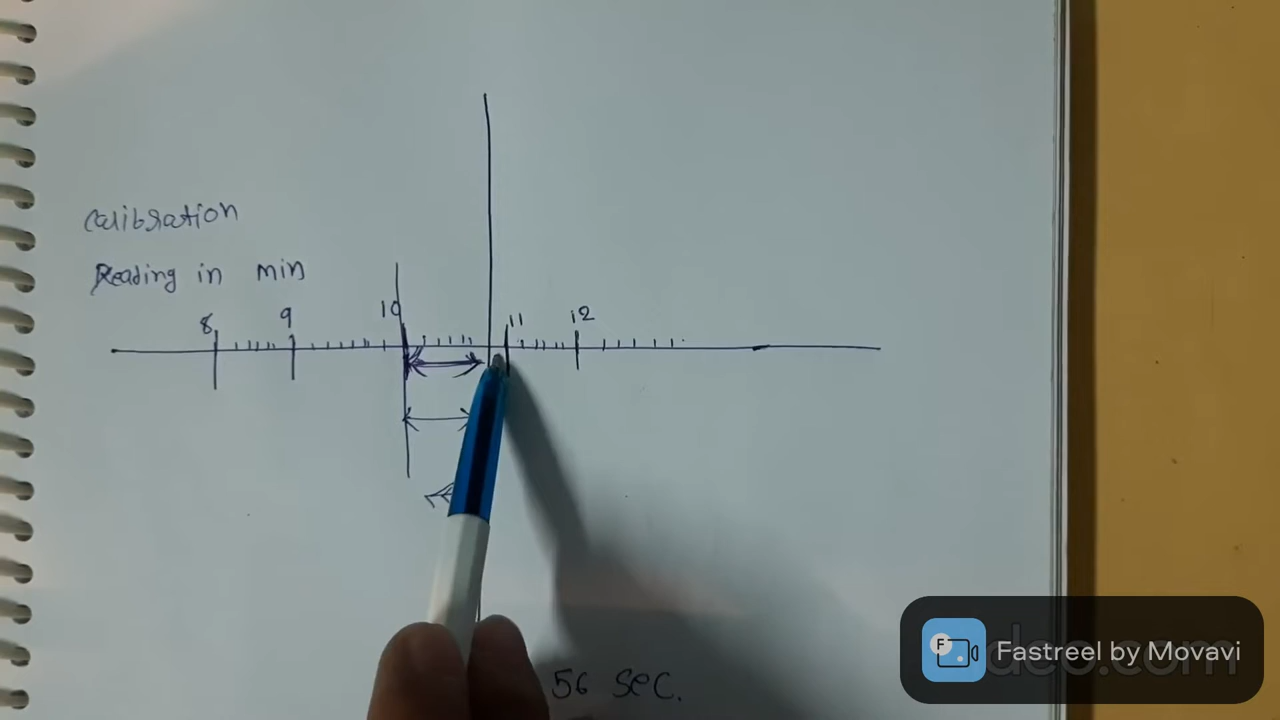 Calibration
Reading in min
8 9 10 11 12
56 sec.
Fastreel by Movavi